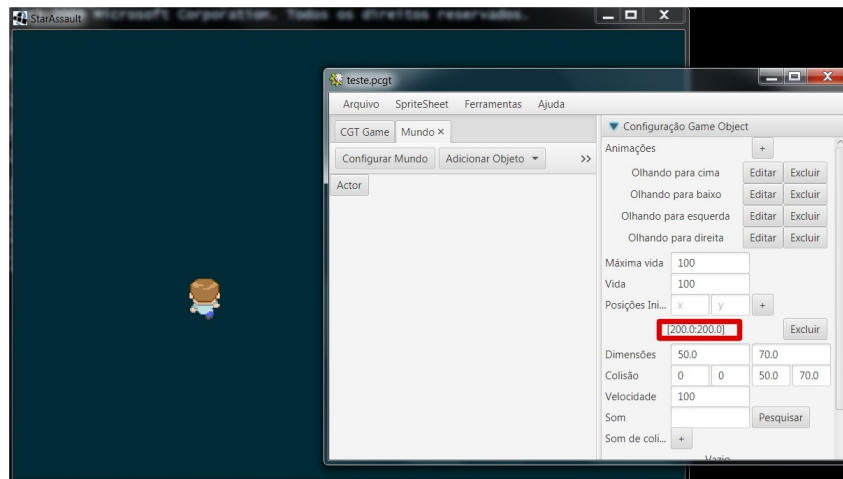 Microsoft Corporation. Todos os direitos reservados.
StarAssault
teste.pcgt
Arquivo SpriteSheet Ferramentas Ajuda
CGT Game Mundo ×
Configurar Mundo Adicionar Objeto >>
Actor
Configuração Game Object
Animações +
Olhando para cima Editar Excluir
Olhando para baixo Editar Excluir
Olhando para esquerda Editar Excluir
Olhando para direita Editar Excluir
Máxima vida 100
Vida 100
Posições Ini... x y +
[200.0:200.0] Excluir
Dimensões 50.0 70.0
Colisão 0 0 50.0 70.0
Velocidade 100
Som Pesquisar
Som de coli... +
Vazio